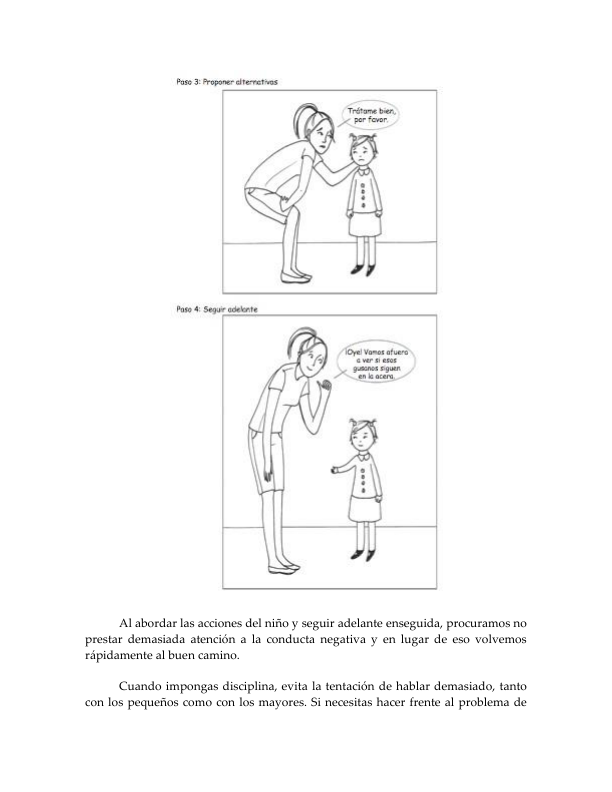 Paso 3: Proponer alternativas
Trátame bien,
por favor.
Paso 4: Seguir adelante
¡Oye! Vamos afuera
a ver si esos
gusanos siguen
en la acera.
Al abordar las acciones del niño y seguir adelante enseguida, procuramos no
prestar demasiada atención a la conducta negativa y en lugar de eso volvemos
rápidamente al buen camino.
Cuando impongas disciplina, evita la tentación de hablar demasiado, tanto
con los pequeños como con los mayores. Si necesitas hacer frente al problema de